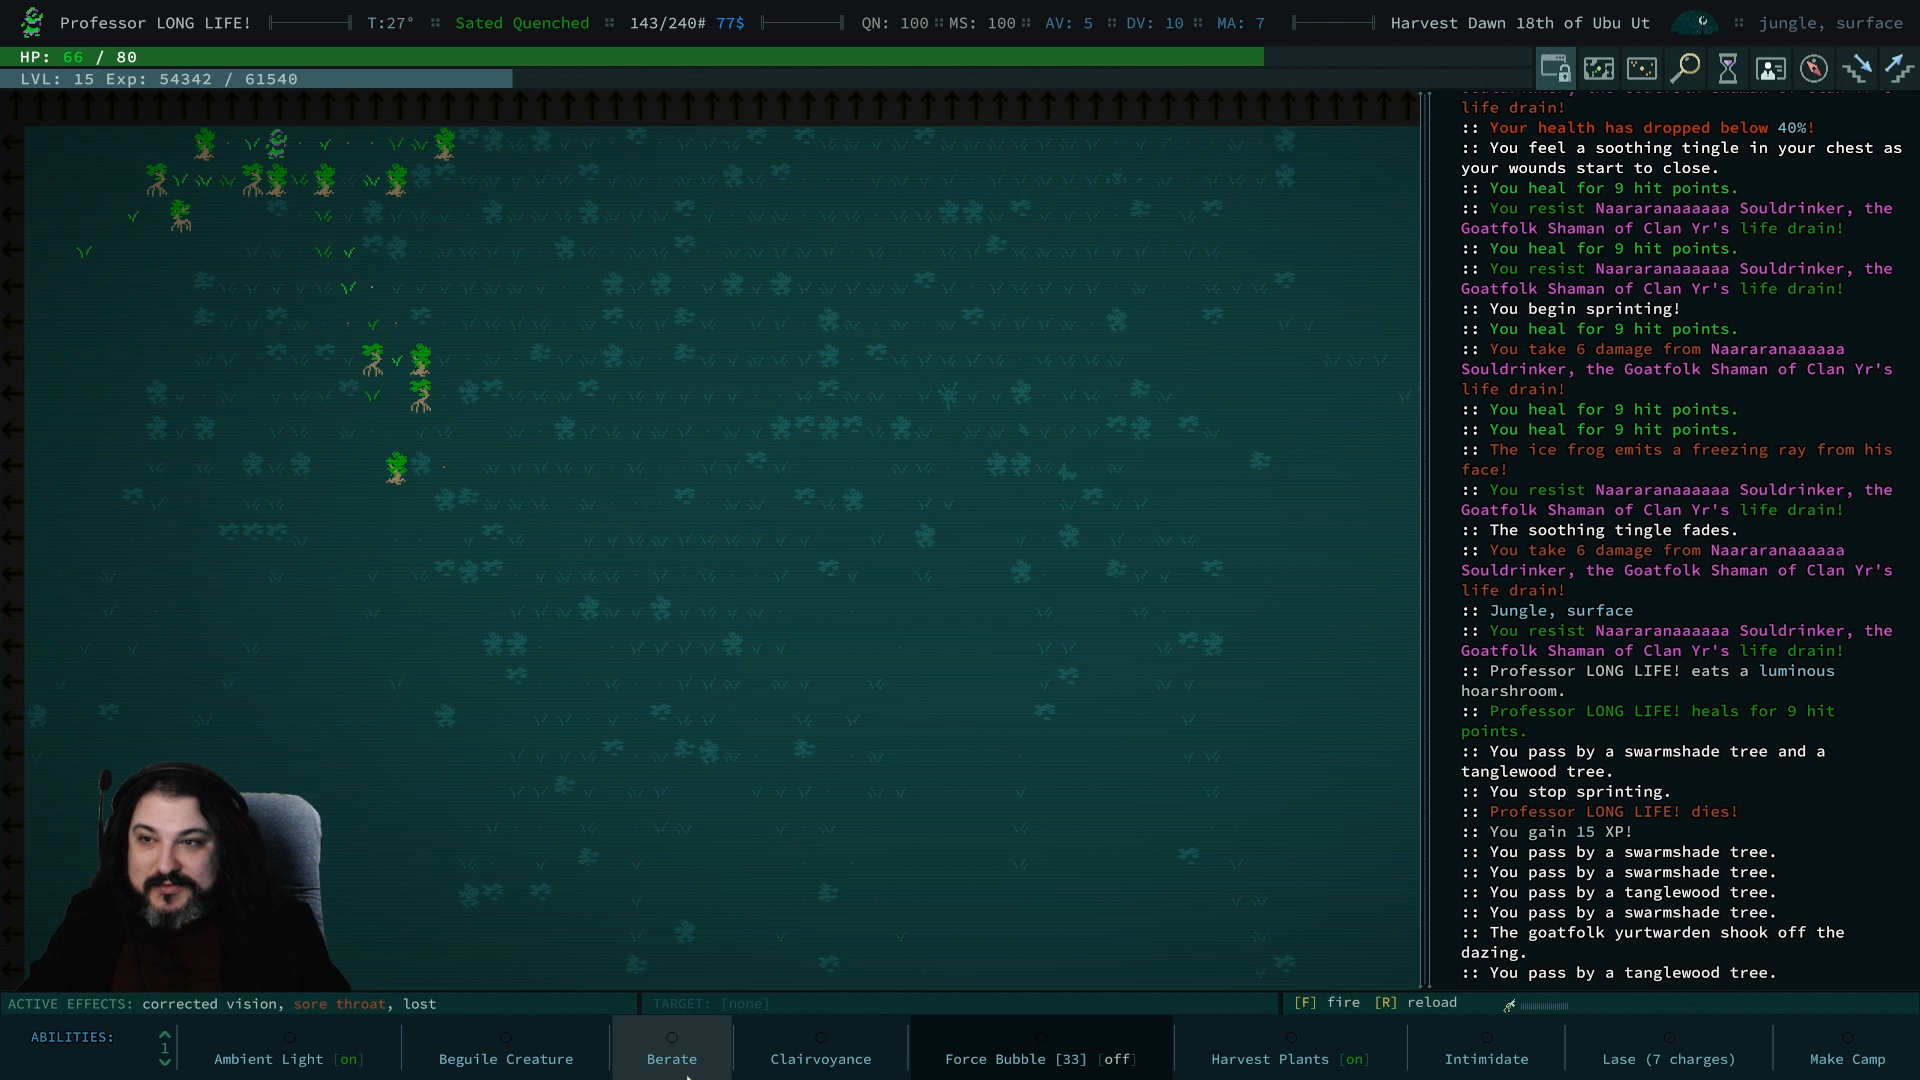 Professor LONG LIFE!
T:27° :: Sated Quenched :: 143/240# 77$
QN: 100 :: MS: 100 :: AV: 5 :: DV: 10 :: MA: 7
Harvest Dawn 18th of Ubu Ut :: jungle, surface
HP: 66 / 80
LVL: 15 Exp: 54342 / 61540
life drain!
:: Your health has dropped below 40%!
:: You feel a soothing tingle in your chest as
your wounds start to close.
:: You heal for 9 hit points.
:: You resist Naararanaaaaaa Souldrinker, the
Goatfolk Shaman of Clan Yr's life drain!
:: You heal for 9 hit points.
:: You resist Naararanaaaaaa Souldrinker, the
Goatfolk Shaman of Clan Yr's life drain!
:: You begin sprinting!
:: You heal for 9 hit points.
:: You take 6 damage from Naararanaaaaaa
Souldrinker, the Goatfolk Shaman of Clan Yr's
life drain!
:: You heal for 9 hit points.
:: You heal for 9 hit points.
:: The ice frog emits a freezing ray from his
face!
:: You resist Naararanaaaaaa Souldrinker, the
Goatfolk Shaman of Clan Yr's life drain!
:: The soothing tingle fades.
:: You take 6 damage from Naararanaaaaaa
Souldrinker, the Goatfolk Shaman of Clan Yr's
life drain!
:: Jungle, surface
:: You resist Naararanaaaaaa Souldrinker, the
Goatfolk Shaman of Clan Yr's life drain!
:: Professor LONG LIFE! eats a luminous
hoarshroom.
:: Professor LONG LIFE! heals for 9 hit
points.
:: You pass by a swarmshade tree and a
tanglewood tree.
:: You stop sprinting.
:: Professor LONG LIFE! dies!
:: You gain 15 XP!
:: You pass by a swarmshade tree.
:: You pass by a swarmshade tree.
:: You pass by a tanglewood tree.
:: You pass by a swarmshade tree.
:: The goatfolk yurtwarden shook off the
dazing.
:: You pass by a tanglewood tree.
ACTIVE EFFECTS: corrected vision, sore throat, lost
TARGET: [none]
[F] fire [R] reload
ABILITIES:
1
Ambient Light [on]
Beguile Creature
Berate
Clairvoyance
Force Bubble [33] [off]
Harvest Plants [on]
Intimidate
Lase (7 charges)
Make Camp